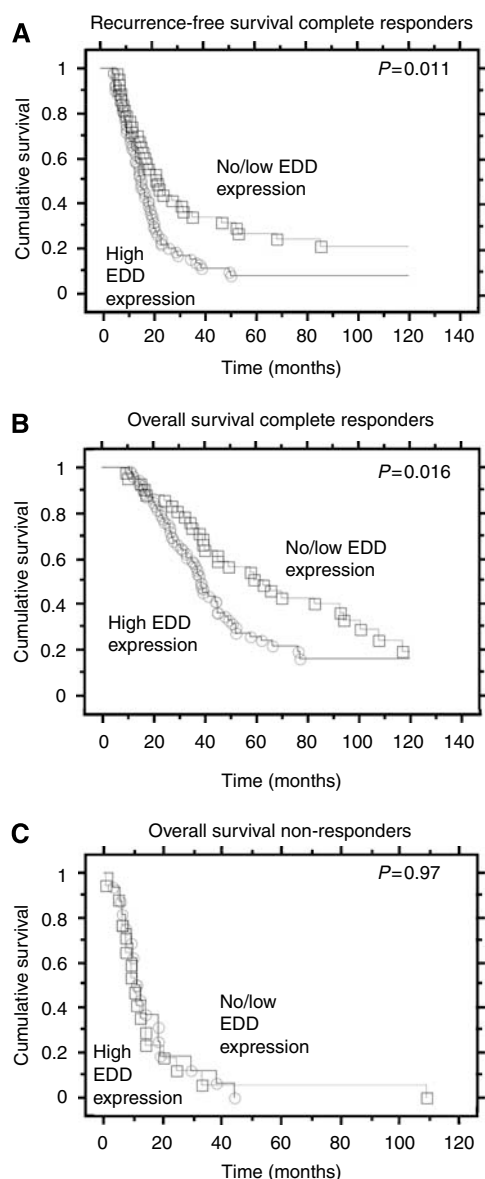 A
Recurrence-free survival complete responders
P=0.011
No/low EDD
expression
High
EDD
expression
Cumulative survival
1
0.8
0.6
0.4
0.2
0
0 20 40 60 80 100 120 140
Time (months)
B
Overall survival complete responders
P=0.016
No/low EDD
expression
High EDD
expression
Cumulative survival
1
0.8
0.6
0.4
0.2
0
0 20 40 60 80 100 120 140
Time (months)
C
Overall survival non-responders
P=0.97
No/low
EDD
expression
High
EDD
expression
Cumulative survival
1
0.8
0.6
0.4
0.2
0
0 20 40 60 80 100 120
Time (months)